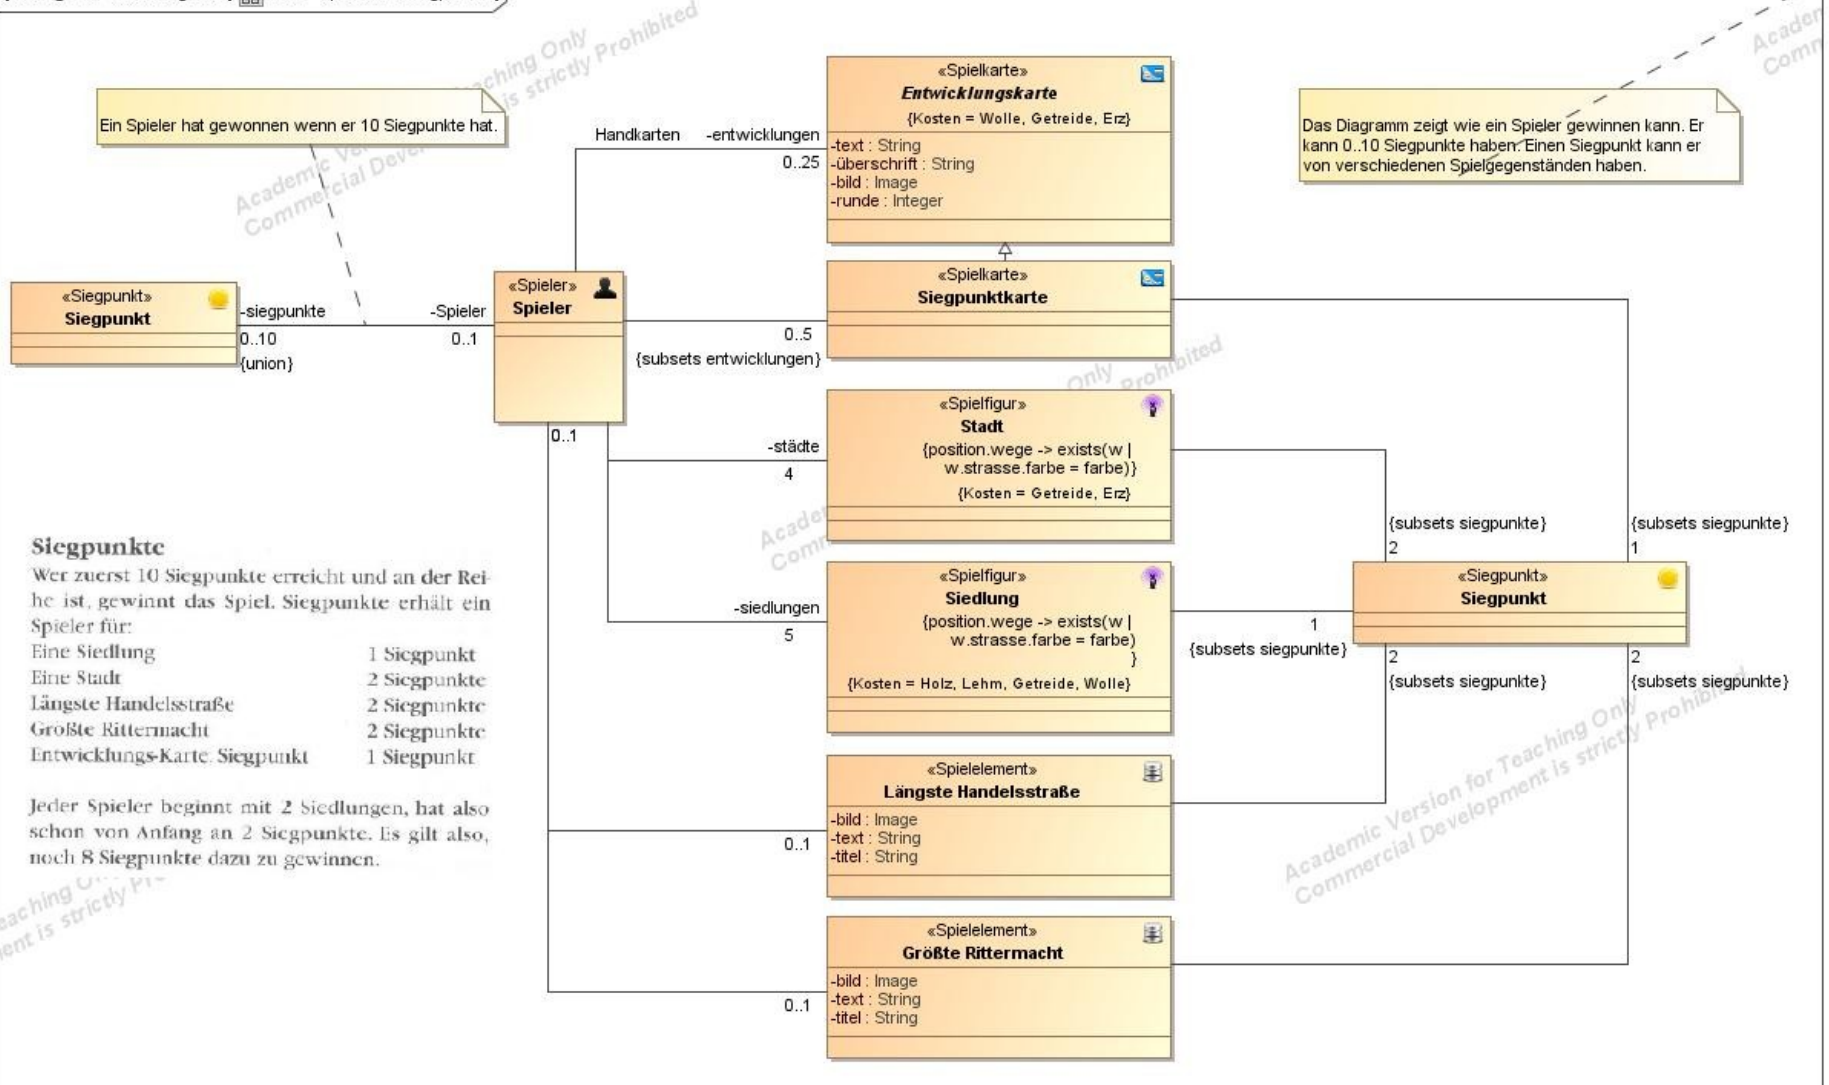 Ein Spieler hat gewonnen wenn er 10 Siegpunkte hat.
Das Diagramm zeigt wie ein Spieler gewinnen kann. Er
kann 0..10 Siegpunkte haben. Einen Siegpunkt kann er
von verschiedenen Spielgegenständen haben.
«Siegpunkt»
Siegpunkt
-siegpunkte
0..10
{union}
-Spieler
0..1
«Spieler»
Spieler
0..1
Handkarten
-entwicklungen
0..25
«Spielkarte»
Entwicklungskarte
{Kosten = Wolle, Getreide, Erz}
-text : String
-überschrift : String
-bild : Image
-runde : Integer
0..5
{subsets entwicklungen}
«Spielkarte»
Siegpunktkarte
-städte
4
«Spielfigur»
Stadt
{position.wege -> exists(w |
w.strasse.farbe = farbe)}
{Kosten = Getreide, Erz}
-siedlungen
5
«Spielfigur»
Siedlung
{position.wege -> exists(w |
w.strasse.farbe = farbe)
}
{Kosten = Holz, Lehm, Getreide, Wolle}
0..1
«Spielelement»
Längste Handelsstraße
-bild : Image
-text : String
-titel : String
0..1
«Spielelement»
Größte Rittermacht
-bild : Image
-text : String
-titel : String
{subsets siegpunkte}
2
{subsets siegpunkte}
1
«Siegpunkt»
Siegpunkt
1
{subsets siegpunkte}
2
{subsets siegpunkte}
2
{subsets siegpunkte}
Siegpunkte
Wer zuerst 10 Siegpunkte erreicht und an der Rei-
he ist, gewinnt das Spiel. Siegpunkte erhält ein
Spieler für:
Eine Siedlung 1 Siegpunkt
Eine Stadt 2 Siegpunkte
Längste Handelsstraße 2 Siegpunkte
Größte Rittermacht 2 Siegpunkte
Entwicklungs-Karte: Siegpunkt 1 Siegpunkt
Jeder Spieler beginnt mit 2 Siedlungen, hat also
schon von Anfang an 2 Siegpunkte. Es gilt also,
noch 8 Siegpunkte dazu zu gewinnen.
Academic Version for Teaching Only
Commercial Development is strictly Prohibited